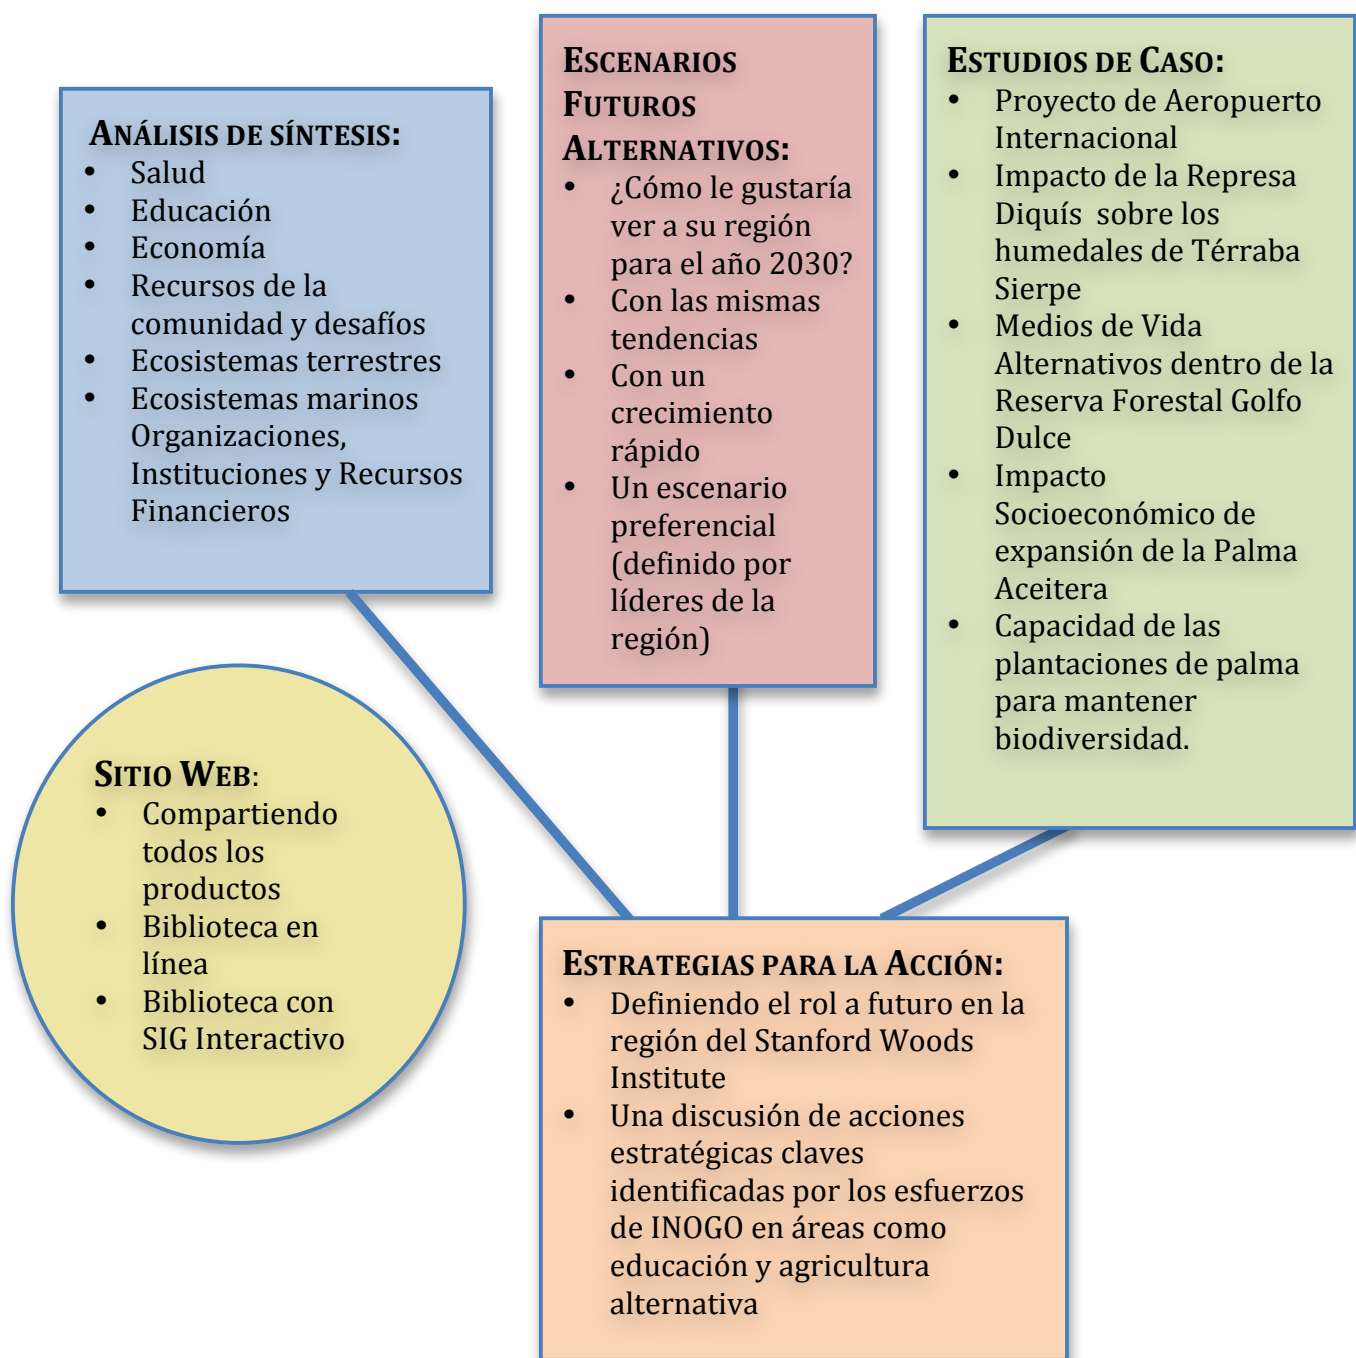 ANÁLISIS DE SÍNTESIS:
• Salud
• Educación
• Economía
• Recursos de la
comunidad y desafíos
• Ecosistemas terrestres
• Ecosistemas marinos
Organizaciones,
Instituciones y Recursos
Financieros
ESCENARIOS
FUTUROS
ALTERNATIVOS:
• ¿Cómo le gustaría
ver a su región
para el año 2030?
• Con las mismas
tendencias
• Con un
crecimiento
rápido
• Un escenario
preferencial
(definido por
líderes de la
región)
ESTUDIOS DE CASO:
• Proyecto de Aeropuerto
Internacional
• Impacto de la Represa
Diquís sobre los
humedales de Térraba
Sierpe
• Medios de Vida
Alternativos dentro de la
Reserva Forestal Golfo
Dulce
• Impacto
Socioeconómico de
expansión de la Palma
Aceitera
• Capacidad de las
plantaciones de palma
para mantener
biodiversidad.
SITIO WEB:
• Compartiendo
todos los
productos
• Biblioteca en
línea
• Biblioteca con
SIG Interactivo
ESTRATEGIAS PARA LA ACCIÓN:
• Definiendo el rol a futuro en la
región del Stanford Woods
Institute
• Una discusión de acciones
estratégicas claves
identificadas por los esfuerzos
de INOGO en áreas como
educación y agricultura
alternativa